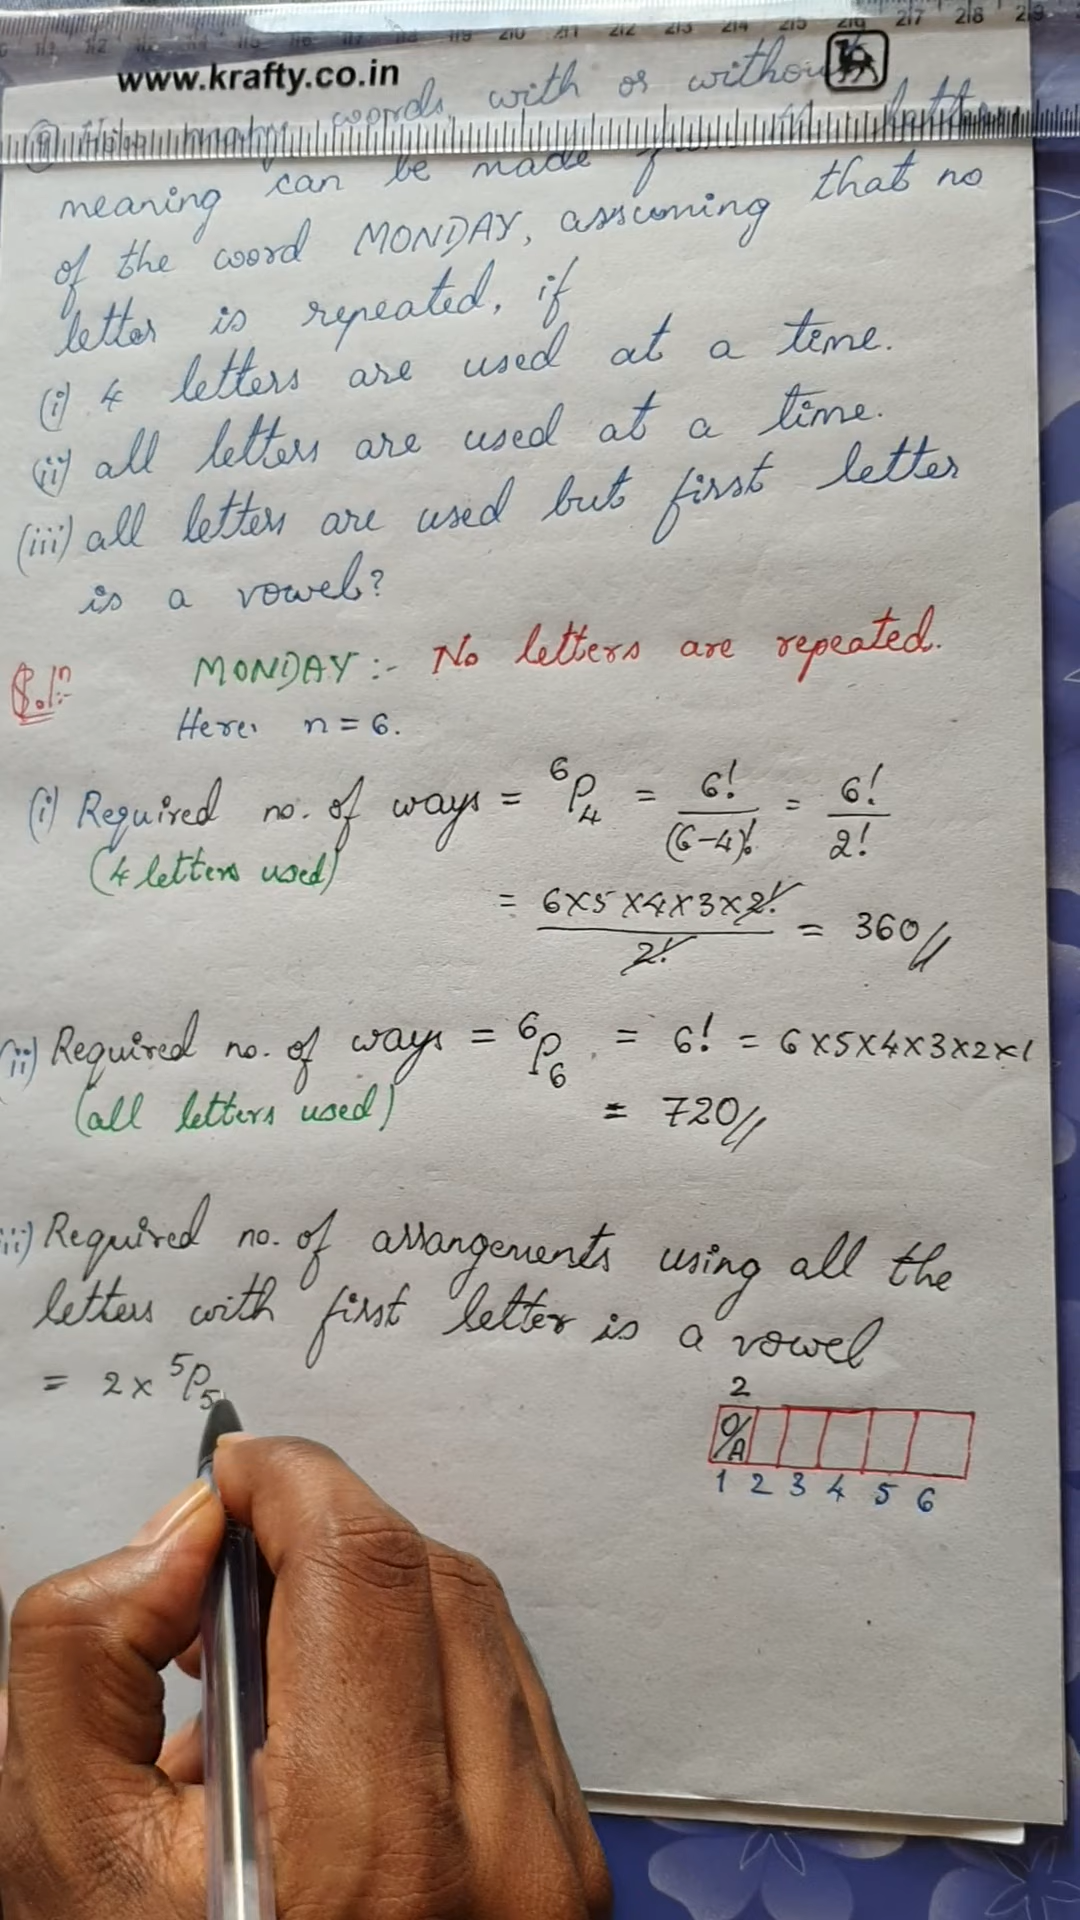 www.krafty.co.in
words, with or without
meaning can be made
of the word MONDAY, assuming that no
letter is repeated, if
(i) 4 letters are used at a time.
(ii) all letters are used at a time.
(iii) all letters are used but first letter
is a vowel?
Sol:- MONDAY :- No letters are repeated.
Here, n = 6.
(i) Required no. of ways = ⁶P₄ = 6!/(6-4)! = 6!/2!
(4 letters used)
= 6×5×4×3×2!/2! = 360//
ii) Required no. of ways = ⁶P₆ = 6! = 6×5×4×3×2×1
(all letters used) = 720//
iii) Required no. of arrangements using all the
letters with first letter is a vowel
= 2 × ⁵P₅
2
O/A
1 2 3 4 5 6